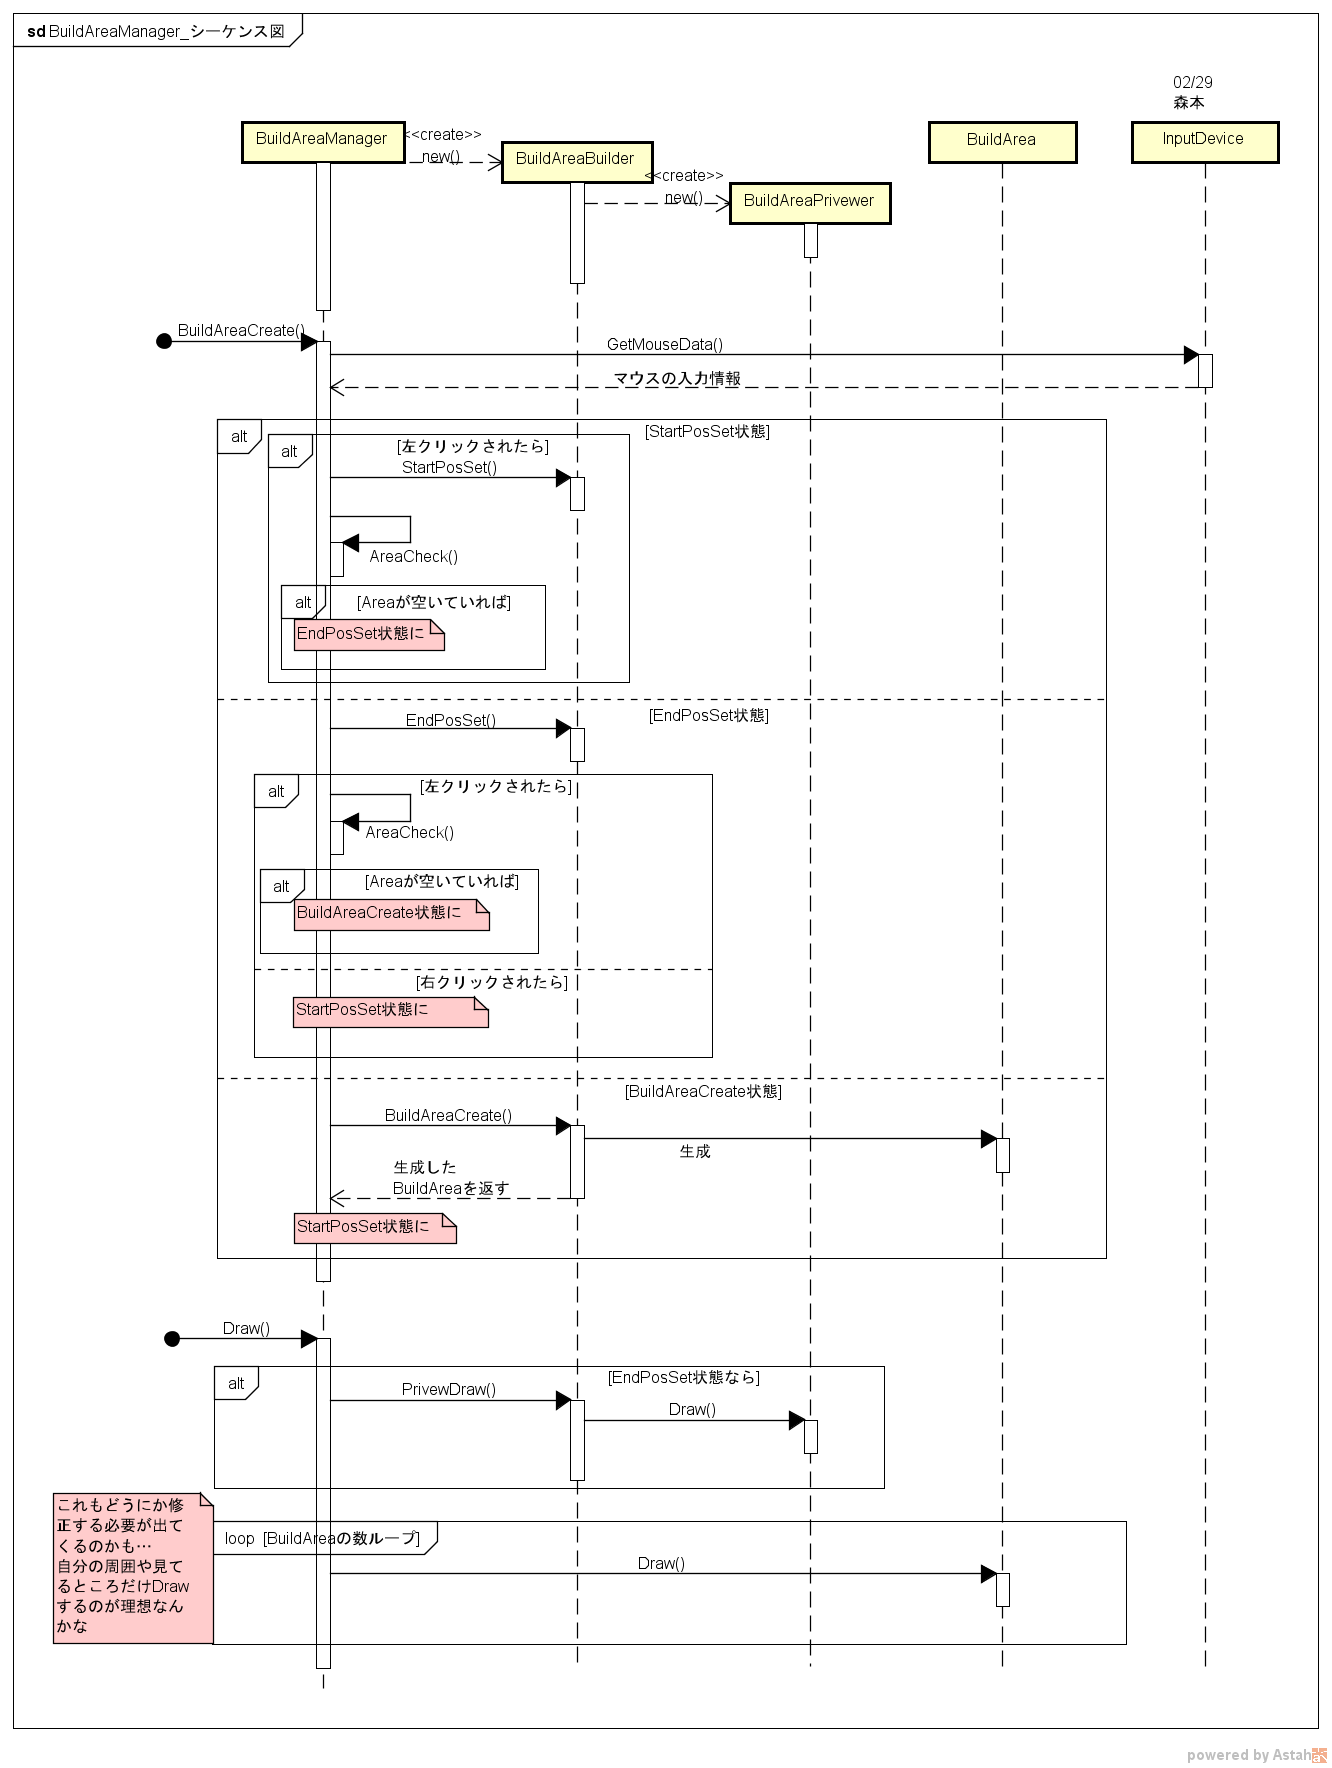 sd BuildAreaManager_シーケンス図
02/29
森本
BuildAreaManager
<<create>>
new()
BuildAreaBuilder
<<create>>
new()
BuildAreaPrivewer
BuildArea
InputDevice
BuildAreaCreate()
GetMouseData()
マウスの入力情報
alt
[StartPosSet状態]
alt
[左クリックされたら]
StartPosSet()
AreaCheck()
alt
[Areaが空いていれば]
EndPosSet状態に
[EndPosSet状態]
EndPosSet()
alt
[左クリックされたら]
AreaCheck()
alt
[Areaが空いていれば]
BuildAreaCreate状態に
[右クリックされたら]
StartPosSet状態に
[BuildAreaCreate状態]
BuildAreaCreate()
生成
生成した
BuildAreaを返す
StartPosSet状態に
Draw()
alt
[EndPosSet状態なら]
PrivewDraw()
Draw()
これもどうにか修
正する必要が出て
くるのかも…
自分の周囲や見て
るところだけDraw
するのが理想なん
かな
loop [BuildAreaの数ループ]
Draw()
powered by Astah